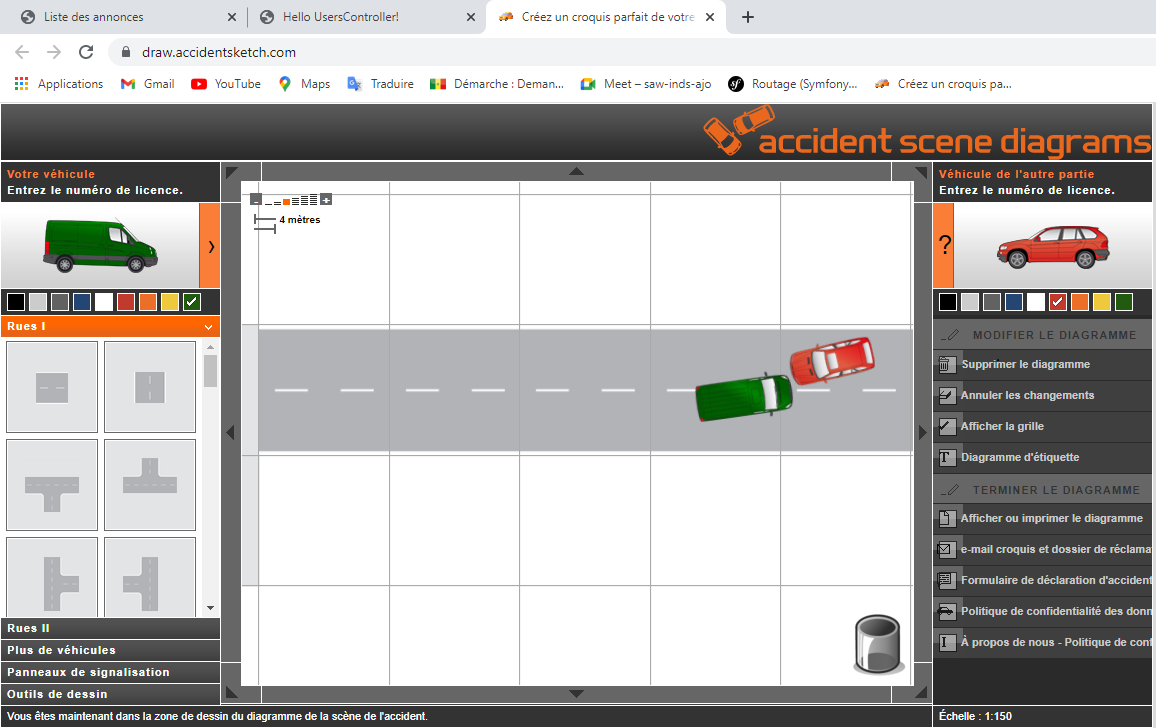 Liste des annonces
Hello UsersController!
Créez un croquis parfait de votre
draw.accidentsketch.com
Applications
Gmail
YouTube
Maps
Traduire
Démarche : Deman...
Meet – saw-inds-ajo
Routage (Symfony...
Créez un croquis pa...
accident scene diagrams
Votre véhicule
Entrez le numéro de licence.
Rues I
Rues II
Plus de véhicules
Panneaux de signalisation
Outils de dessin
4 mètres
Véhicule de l'autre partie
Entrez le numéro de licence.
?
MODIFIER LE DIAGRAMME
Supprimer le diagramme
Annuler les changements
Afficher la grille
T Diagramme d'étiquette
TERMINER LE DIAGRAMME
Afficher ou imprimer le diagramme
e-mail croquis et dossier de réclama
Formulaire de déclaration d'accident
Politique de confidentialité des donn
I À propos de nous - Politique de conf
Vous êtes maintenant dans la zone de dessin du diagramme de la scène de l'accident.
Échelle : 1:150